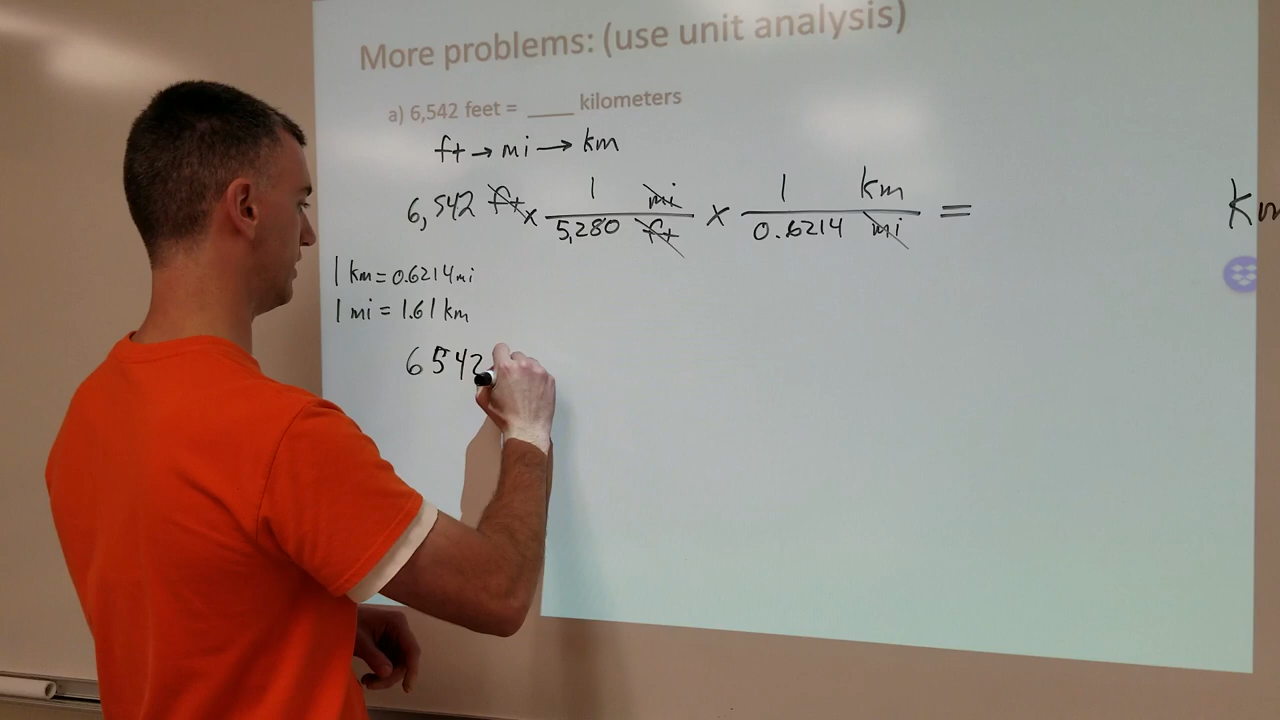 More problems: (use unit analysis)
a) 6,542 feet = ____ kilometers
ft → mi → km
6,542 ft x 1 mi / 5,280 ft x 1 km / 0.6214 mi = km
1 km = 0.6214 mi
1 mi = 1.61 km
6542